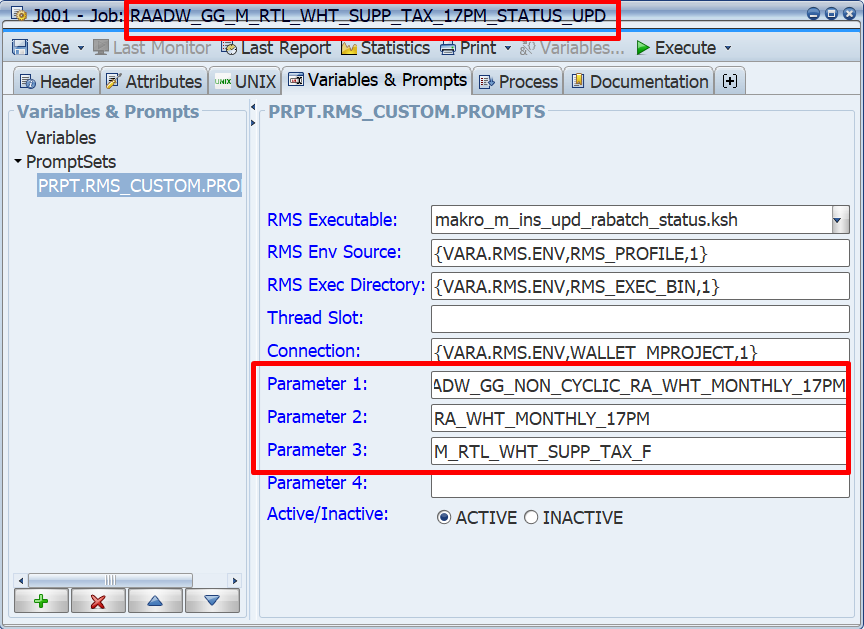 J001 - Job: RAADW_GG_M_RTL_WHT_SUPP_TAX_17PM_STATUS_UPD
Save Last Monitor Last Report Statistics Print Variables... Execute
Header Attributes UNIX UNIX Variables & Prompts Process Documentation [+]
Variables & Prompts
Variables
PromptSets
PRPT.RMS_CUSTOM.PRO
PRPT.RMS_CUSTOM.PROMPTS
RMS Executable: makro_m_ins_upd_rabatch_status.ksh
RMS Env Source: {VARA.RMS.ENV,RMS_PROFILE,1}
RMS Exec Directory: {VARA.RMS.ENV,RMS_EXEC_BIN,1}
Thread Slot:
Connection: {VARA.RMS.ENV,WALLET_MPROJECT,1}
Parameter 1: ADW_GG_NON_CYCLIC_RA_WHT_MONTHLY_17PM
Parameter 2: RA_WHT_MONTHLY_17PM
Parameter 3: M_RTL_WHT_SUPP_TAX_F
Parameter 4:
Active/Inactive: ACTIVE INACTIVE